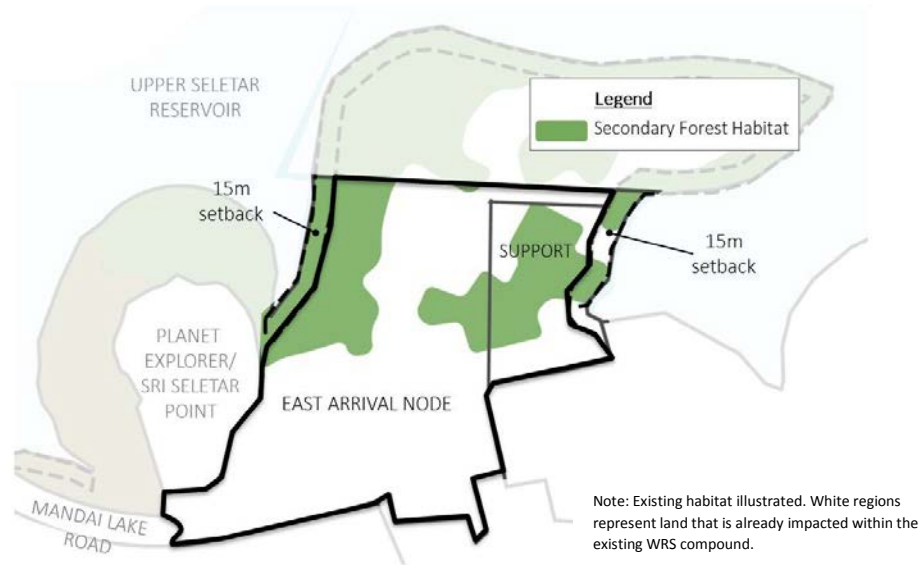 UPPER SELETAR
RESERVOIR
Legend
Secondary Forest Habitat
15m
setback
SUPPORT
15m
setback
PLANET
EXPLORER/
SRI SELETAR
POINT
EAST ARRIVAL NODE
MANDAI LAKE
ROAD
Note: Existing habitat illustrated. White regions
represent land that is already impacted within the
existing WRS compound.